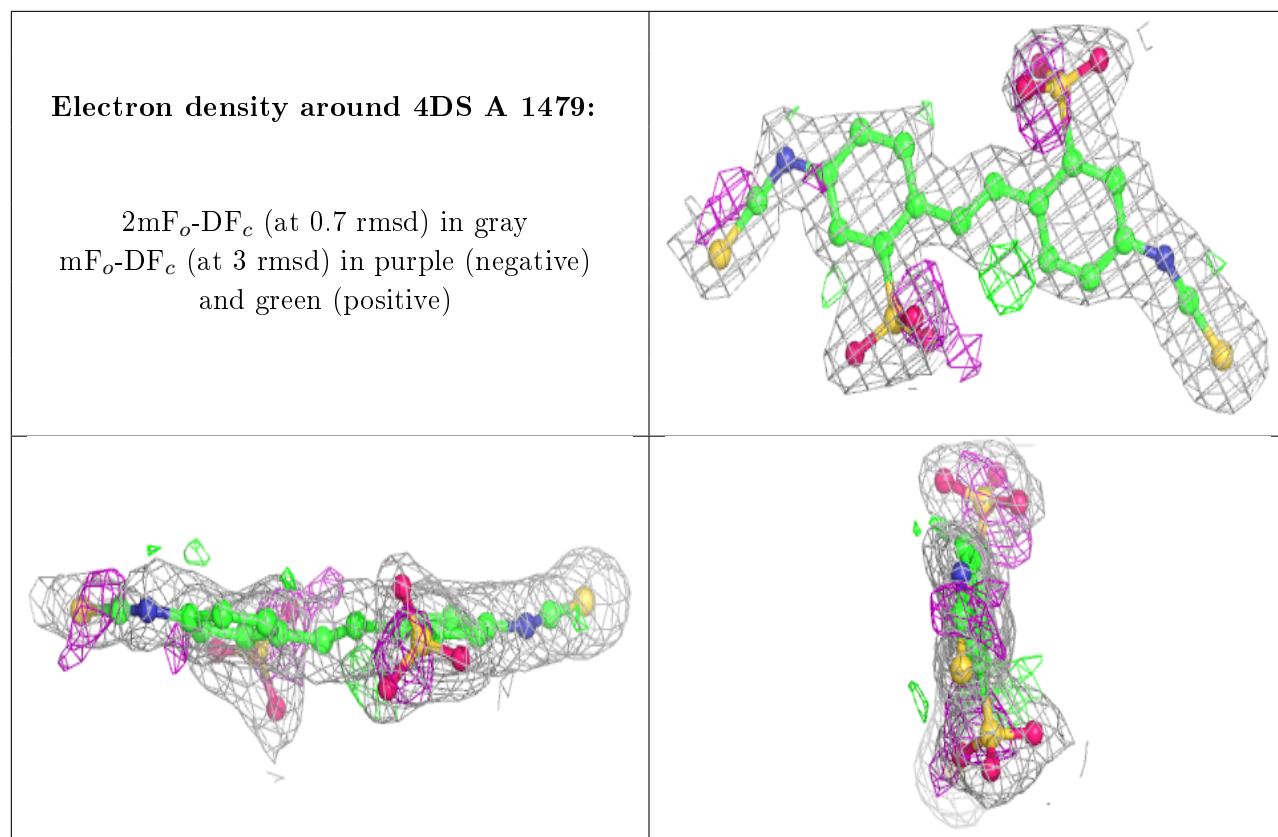 Electron density around 4DS A 1479:
2mFₒ-DF𝒸 (at 0.7 rmsd) in gray
mFₒ-DF𝒸 (at 3 rmsd) in purple (negative)
and green (positive)